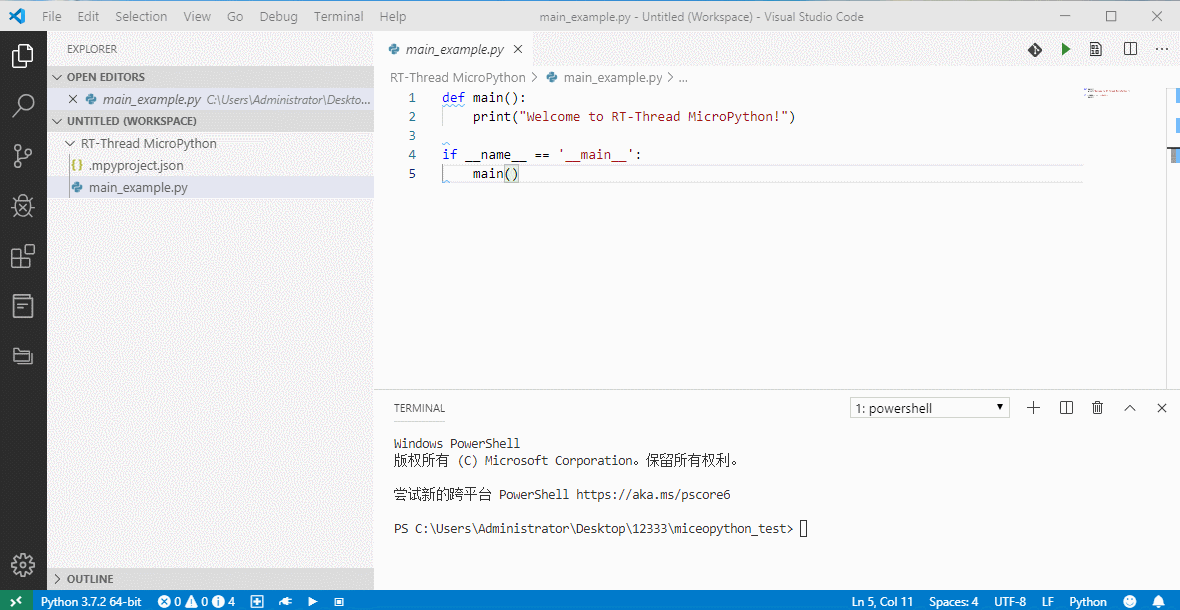 File Edit Selection View Go Debug Terminal Help main_example.py - Untitled (Workspace) - Visual Studio Code
EXPLORER
OPEN EDITORS
main_example.py C:\Users\Administrator\Deskto...
UNTITLED (WORKSPACE)
RT-Thread MicroPython
{} .mpyproject.json
main_example.py
OUTLINE
main_example.py
RT-Thread MicroPython > main_example.py > ...
1 def main():
2 print("Welcome to RT-Thread MicroPython!")
3
4 if __name__ == '__main__':
5 main()
TERMINAL 1: powershell
Windows PowerShell
版权所有 (C) Microsoft Corporation。保留所有权利。
尝试新的跨平台 PowerShell https://aka.ms/pscore6
PS C:\Users\Administrator\Desktop\12333\miceopython_test>
Python 3.7.2 64-bit 0 0 4 Ln 5, Col 11 Spaces: 4 UTF-8 LF Python